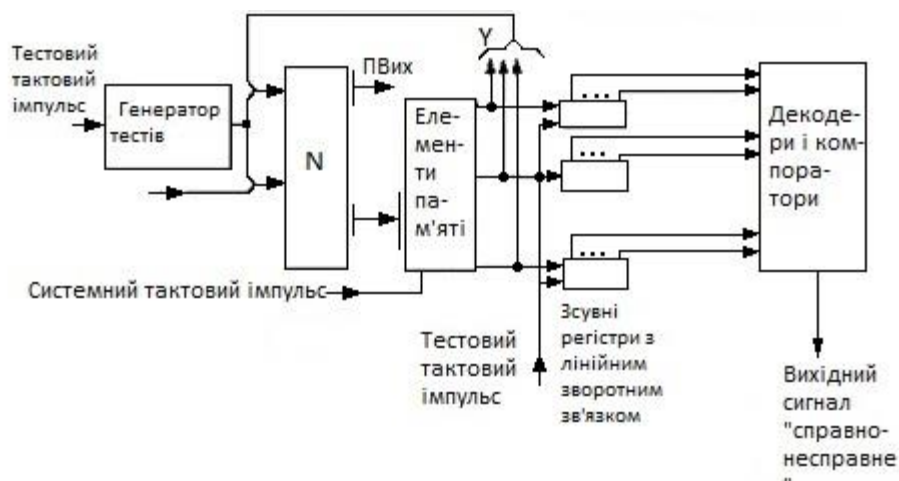 Тестовий
тактовий
імпульс
Генератор
тестів
N
ПВих
Y
Еле-
мен-
ти
па-
м'яті
...
...
...
Декоде-
ри і ком-
пора-
тори
Системний тактовий імпульс
Тестовий
тактовий
імпульс
Зсувні
регістри з
лінійним
зворотним
зв'язком
Вихідний
сигнал
"справно-
несправне
"